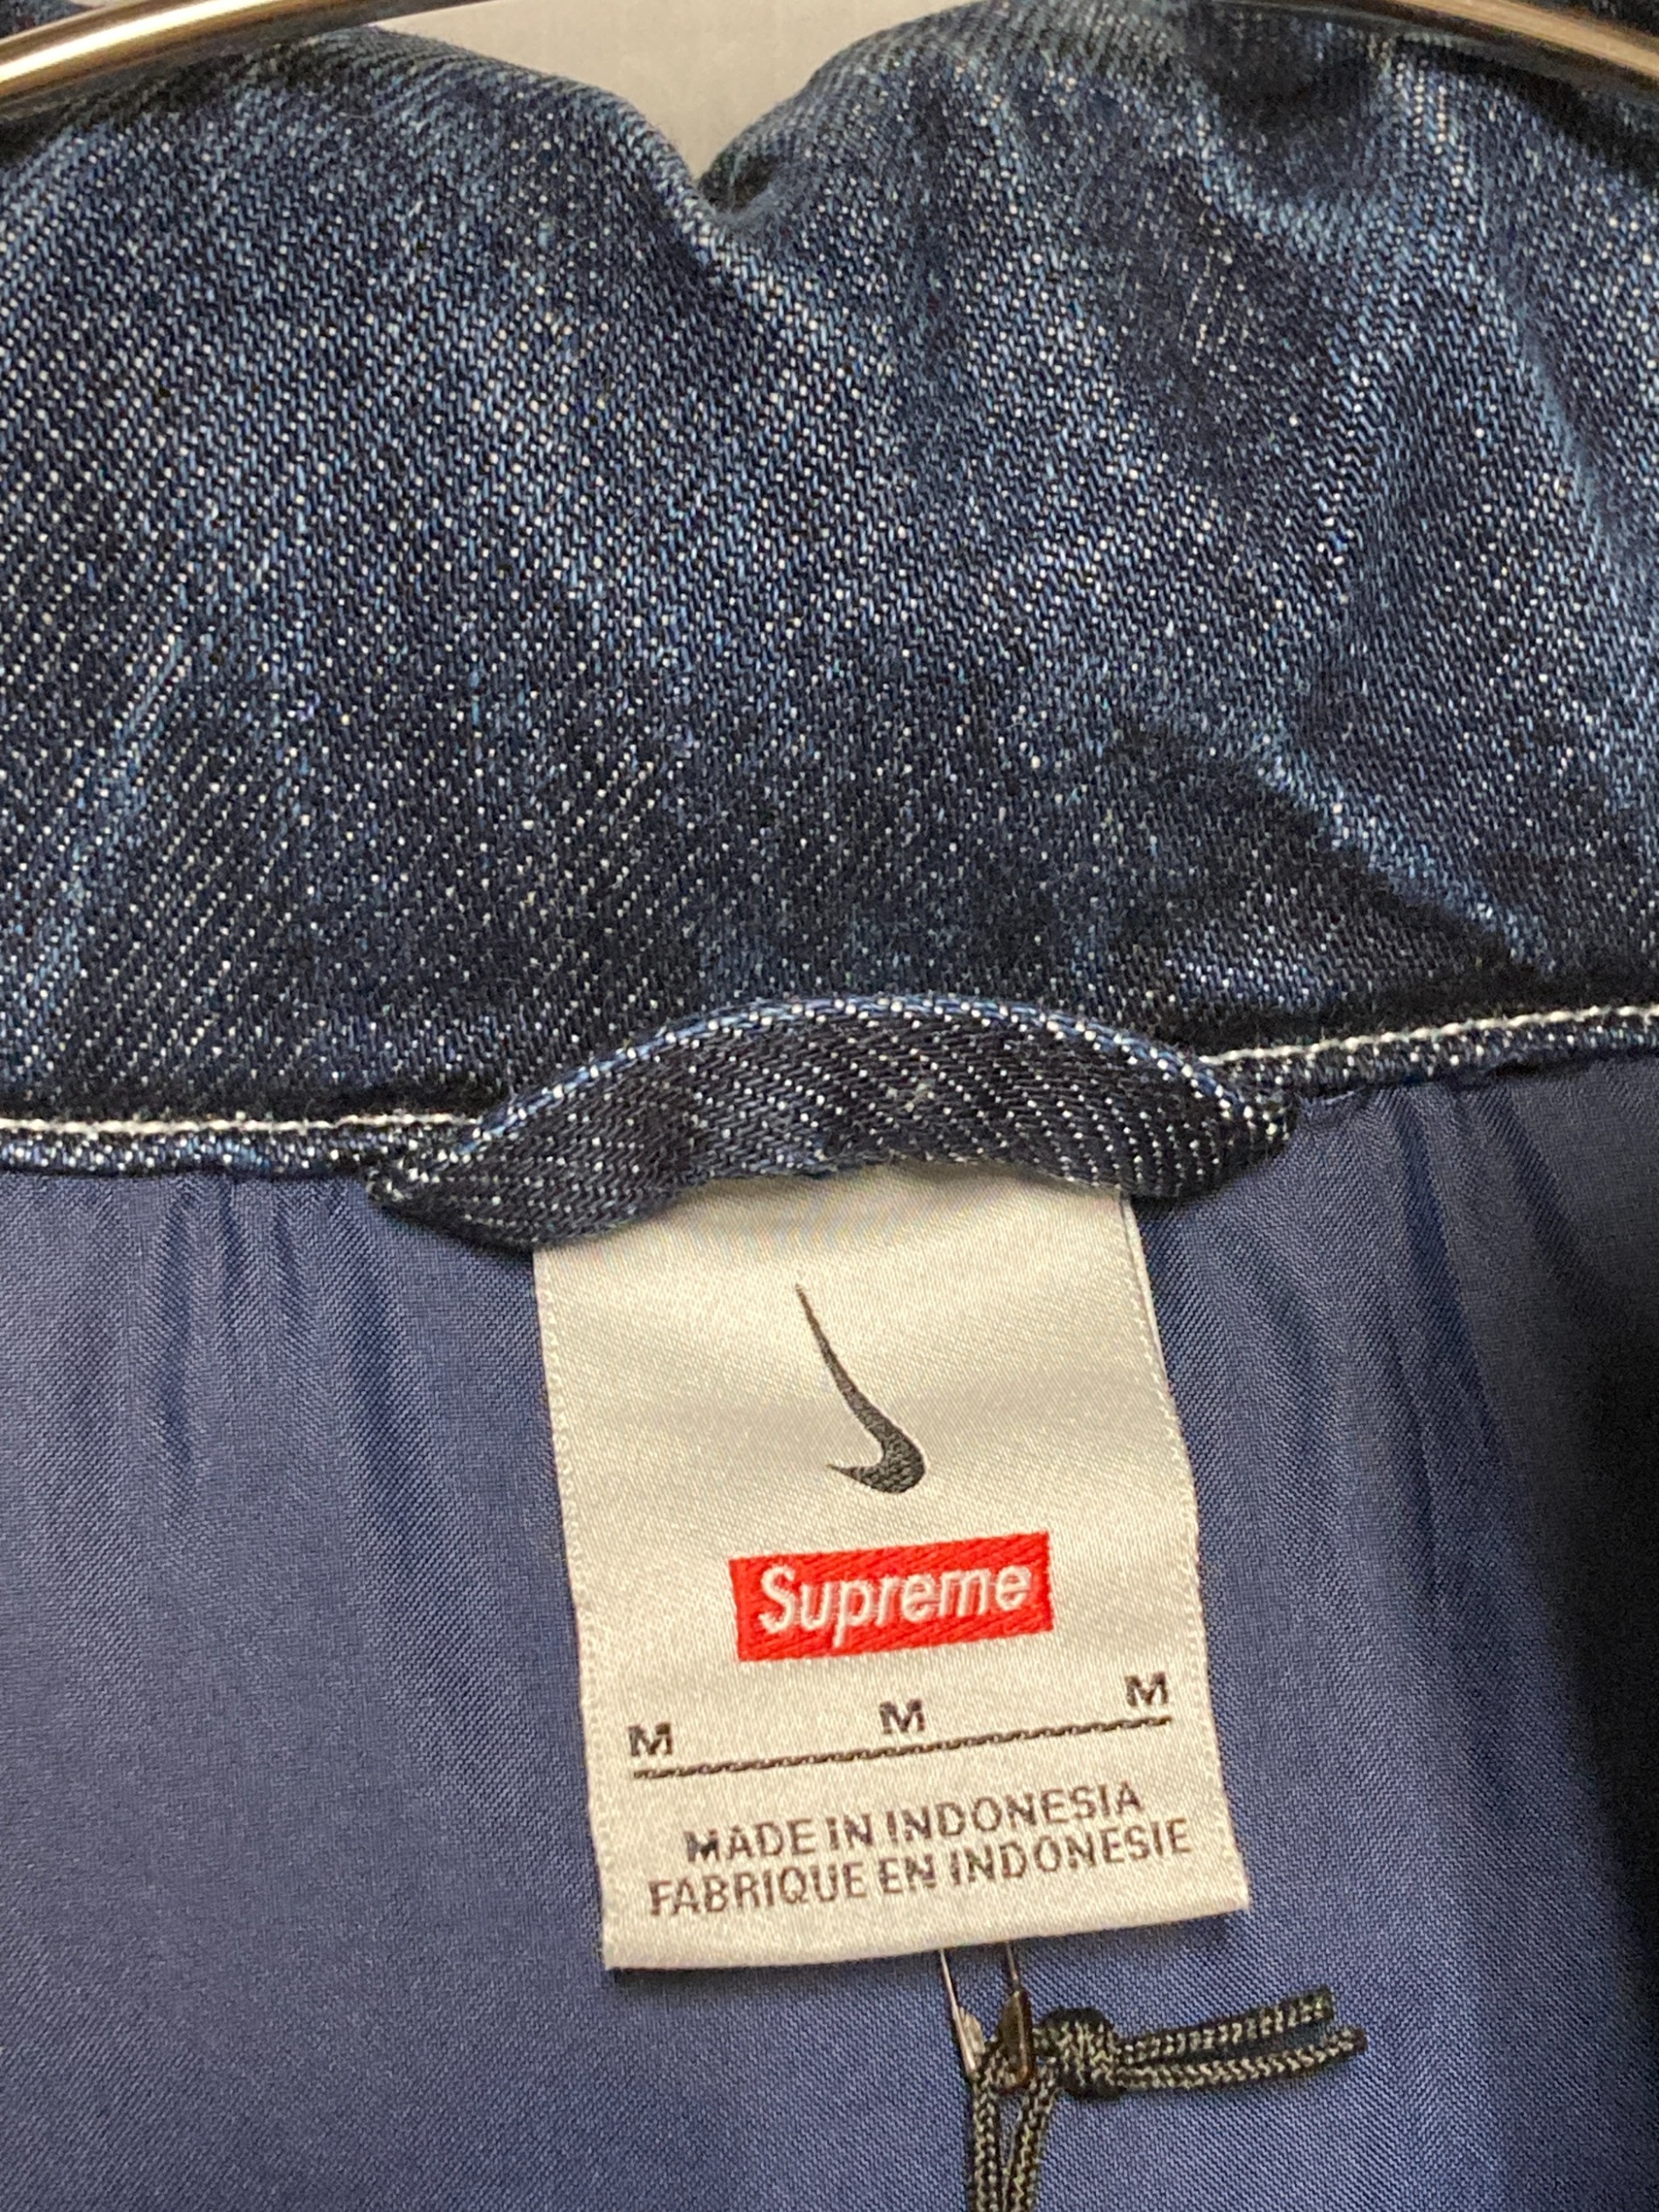 Supreme
M M M
MADE IN INDONESIA
FABRIQUE EN INDONESIE